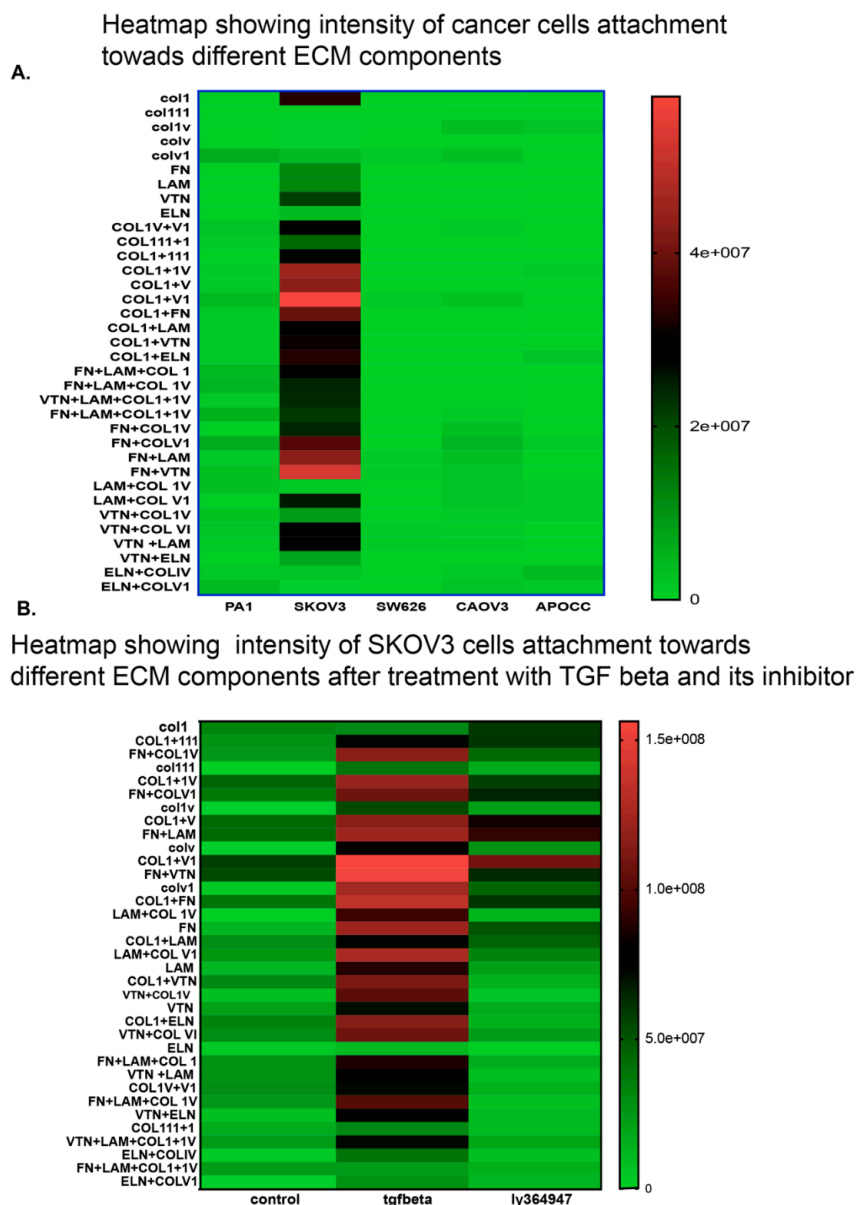 Heatmap showing intensity of cancer cells attachment
towads different ECM components
A.
col1
col111
col1v
colv
colv1
FN
LAM
VTN
ELN
COL1V+V1
COL111+1
COL1+111
COL1+1V
COL1+V
COL1+V1
COL1+FN
COL1+LAM
COL1+VTN
COL1+ELN
FN+LAM+COL 1
FN+LAM+COL 1V
VTN+LAM+COL1+1V
FN+LAM+COL1+1V
FN+COL1V
FN+COLV1
FN+LAM
FN+VTN
LAM+COL 1V
LAM+COL V1
VTN+COL1V
VTN+COL VI
VTN +LAM
VTN+ELN
ELN+COLIV
ELN+COLV1
PA1 SKOV3 SW626 CAOV3 APOCC
4e+007
2e+007
0
B.
Heatmap showing intensity of SKOV3 cells attachment towards
different ECM components after treatment with TGF beta and its inhibitor
col1
COL1+111
FN+COL1V
col111
COL1+1V
FN+COLV1
col1v
COL1+V
FN+LAM
colv
COL1+V1
FN+VTN
colv1
COL1+FN
LAM+COL 1V
FN
COL1+LAM
LAM+COL V1
LAM
COL1+VTN
VTN+COL1V
VTN
COL1+ELN
VTN+COL VI
ELN
FN+LAM+COL 1
VTN +LAM
COL1V+V1
FN+LAM+COL 1V
VTN+ELN
COL111+1
VTN+LAM+COL1+1V
ELN+COLIV
FN+LAM+COL1+1V
ELN+COLV1
control tgfbeta ly364947
1.5e+008
1.0e+008
5.0e+007
0